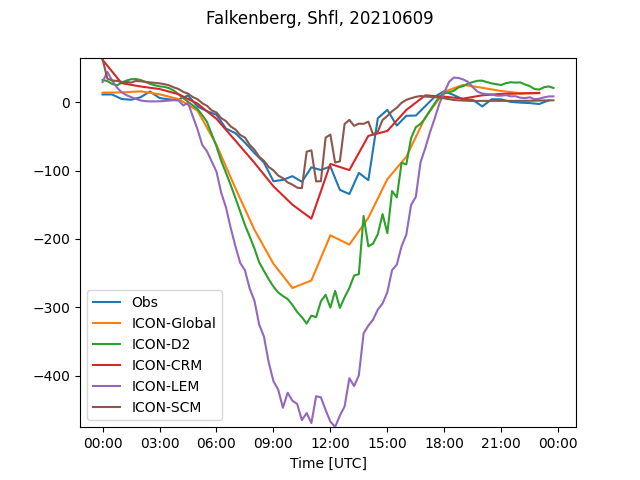 Falkenberg, Shfl, 20210609
0
−100
−200
−300
−400
Obs
ICON-Global
ICON-D2
ICON-CRM
ICON-LEM
ICON-SCM
00:00 03:00 06:00 09:00 12:00 15:00 18:00 21:00 00:00
Time [UTC]